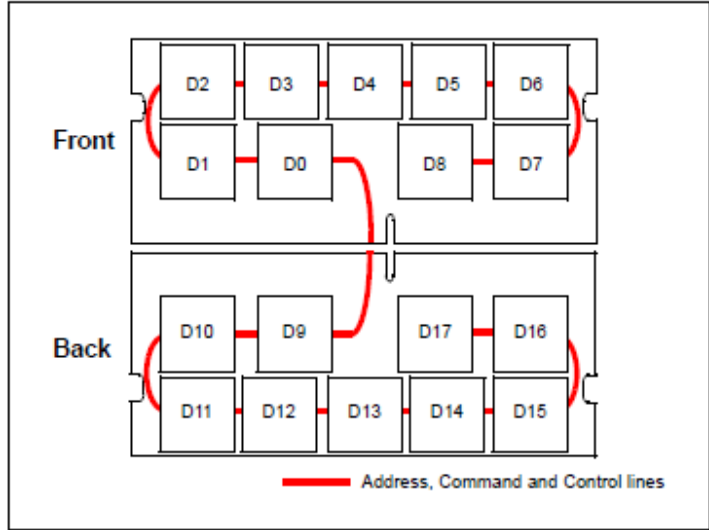 D2 D3 D4 D5 D6
Front
D1 D0 D8 D7
D10 D9 D17 D16
Back
D11 D12 D13 D14 D15
Address, Command and Control lines